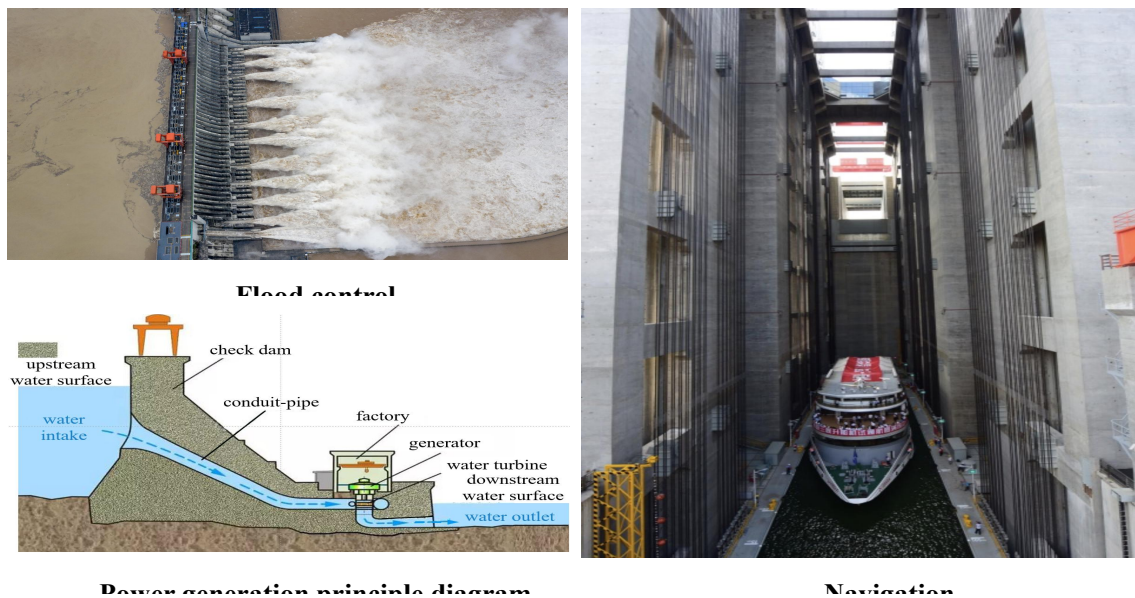 Flood control
check dam
upstream
water surface
conduit-pipe
water
intake
factory
generator
water turbine
downstream
water surface
water outlet
Power generation principle diagram
Navigation